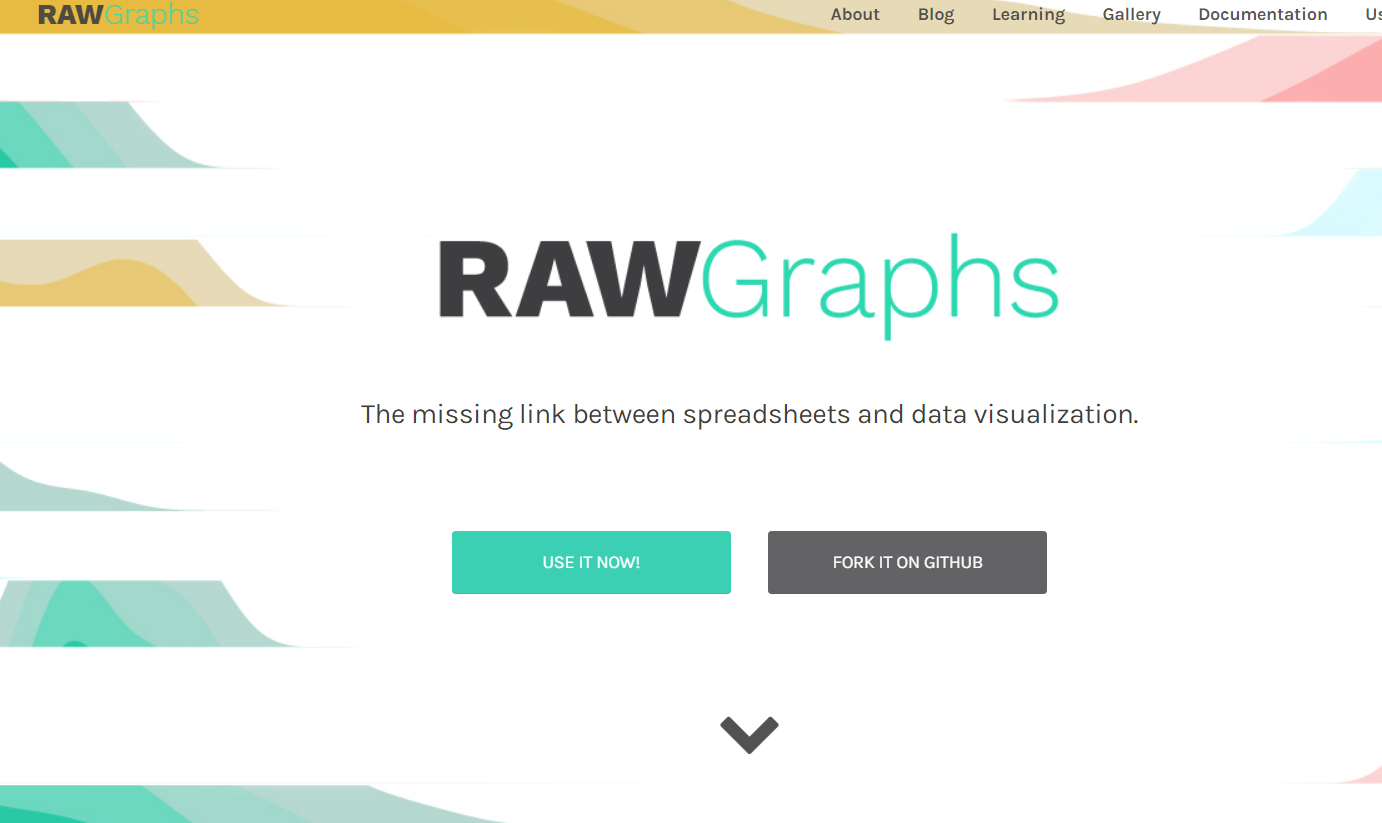 RAWGraphs
About Blog Learning Gallery Documentation
RAWGraphs
The missing link between spreadsheets and data visualization.
USE IT NOW! FORK IT ON GITHUB